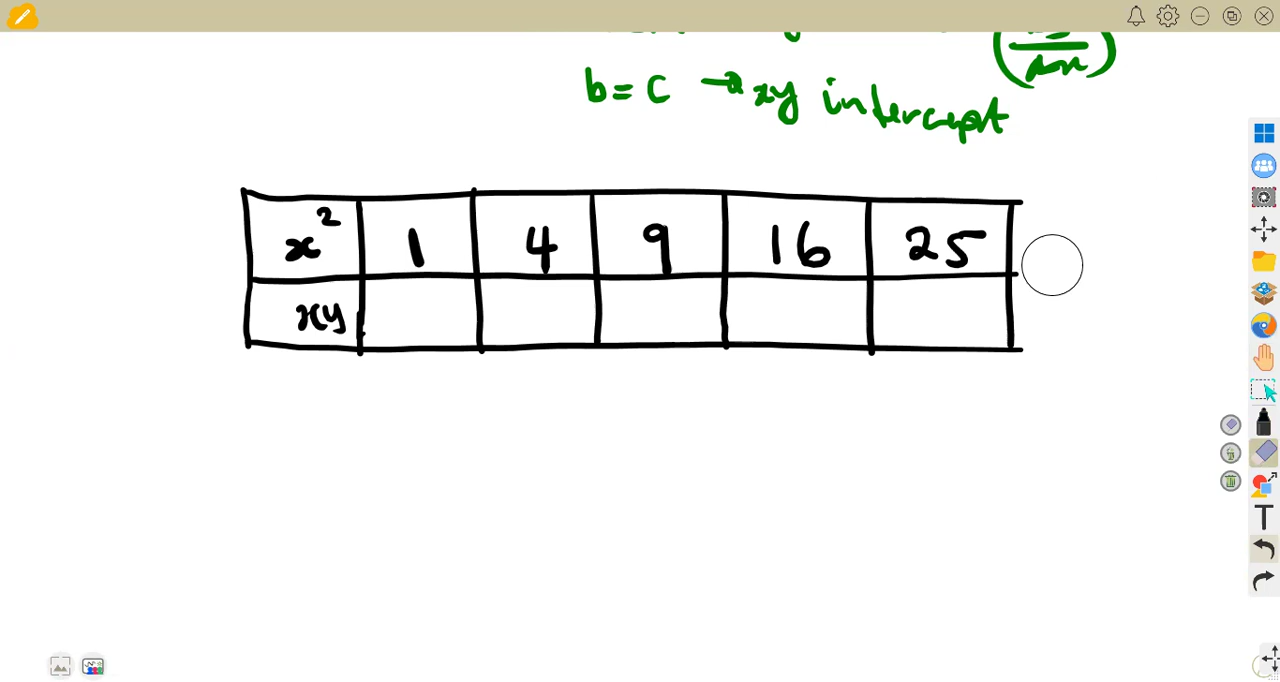 b = c → xy intercept
x² 1 4 9 16 25
xy
T